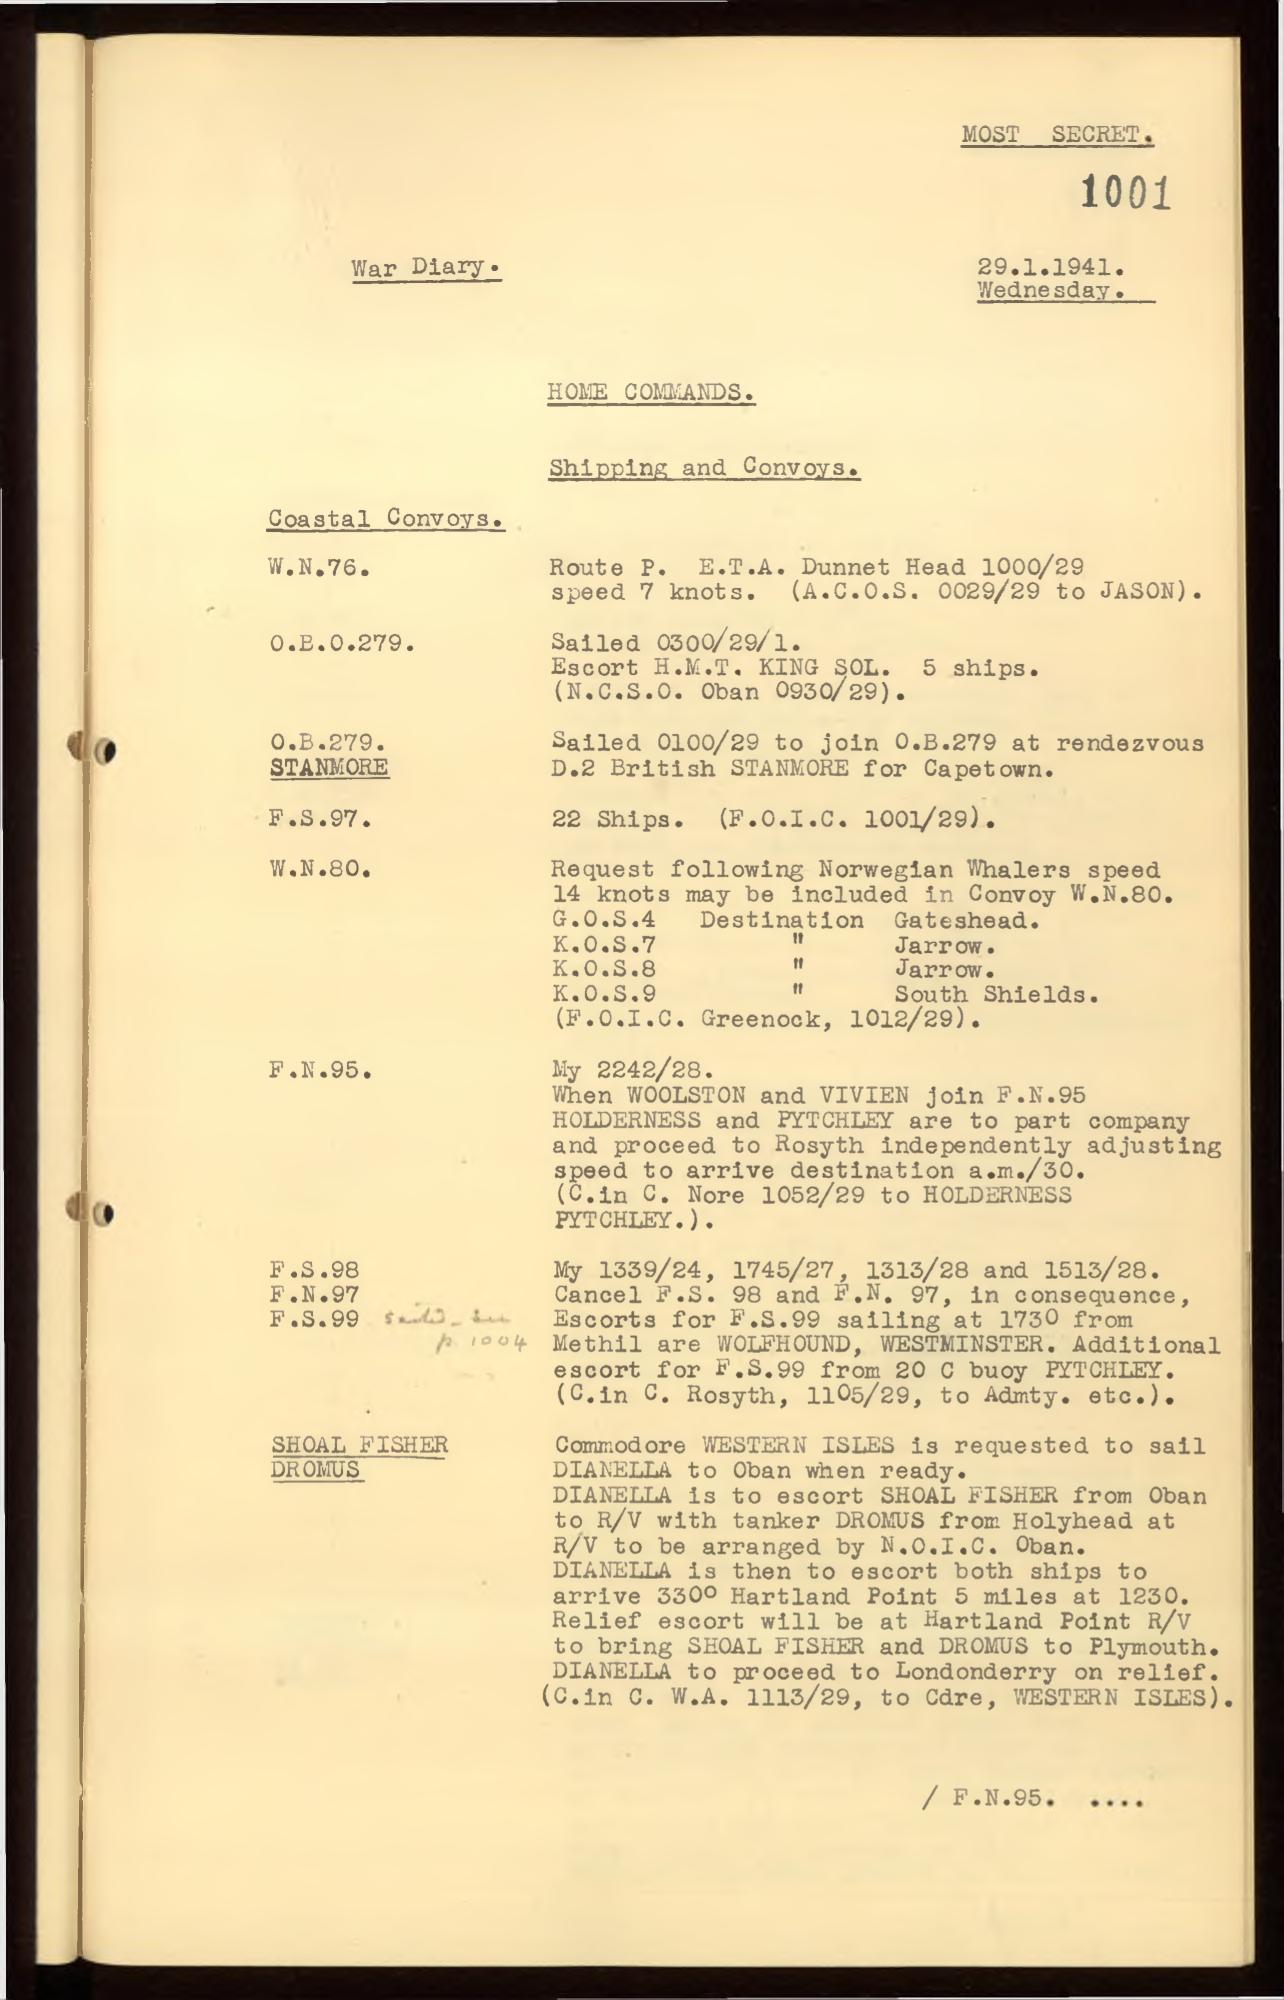 MOST SECRET.
1001
War Diary.
29.1.1941.
Wednesday.
HOME COMMANDS.
Shipping and Convoys.
Coastal Convoys.
W.N.76.
Route P. E.T.A. Dunnet Head 1000/29
speed 7 knots. (A.C.O.S. 0029/29 to JASON).
O.B.O.279.
Sailed 0300/29/1.
Escort H.M.T. KING SOL. 5 ships.
(N.C.S.O. Oban 0930/29).
O.B.279.
STANMORE
Sailed 0100/29 to join O.B.279 at rendezvous
D.2 British STANMORE for Capetown.
F.S.97.
22 Ships. (F.O.I.C. 1001/29).
W.N.80.
Request following Norwegian Whalers speed
14 knots may be included in Convoy W.N.80.
G.O.S.4 Destination Gateshead.
K.O.S.7 " Jarrow.
K.O.S.8 " Jarrow.
K.O.S.9 " South Shields.
(F.O.I.C. Greenock, 1012/29).
F.N.95.
My 2242/28.
When WOOLSTON and VIVIEN join F.N.95
HOLDERNESS and PYTCHLEY are to part company
and proceed to Rosyth independently adjusting
speed to arrive destination a.m./30.
(C.in C. Nore 1052/29 to HOLDERNESS
PYTCHLEY.).
F.S.98
F.N.97
F.S.99 sailed - see
p. 1004
My 1339/24, 1745/27, 1313/28 and 1513/28.
Cancel F.S. 98 and F.N. 97, in consequence,
Escorts for F.S.99 sailing at 1730 from
Methil are WOLFHOUND, WESTMINSTER. Additional
escort for F.S.99 from 20 C buoy PYTCHLEY.
(C.in C. Rosyth, 1105/29, to Admty. etc.).
SHOAL FISHER
DROMUS
Commodore WESTERN ISLES is requested to sail
DIANELLA to Oban when ready.
DIANELLA is to escort SHOAL FISHER from Oban
to R/V with tanker DROMUS from Holyhead at
R/V to be arranged by N.O.I.C. Oban.
DIANELLA is then to escort both ships to
arrive 330º Hartland Point 5 miles at 1230.
Relief escort will be at Hartland Point R/V
to bring SHOAL FISHER and DROMUS to Plymouth.
DIANELLA to proceed to Londonderry on relief.
(C.in C. W.A. 1113/29, to Cdre, WESTERN ISLES).
/ F.N.95. ....